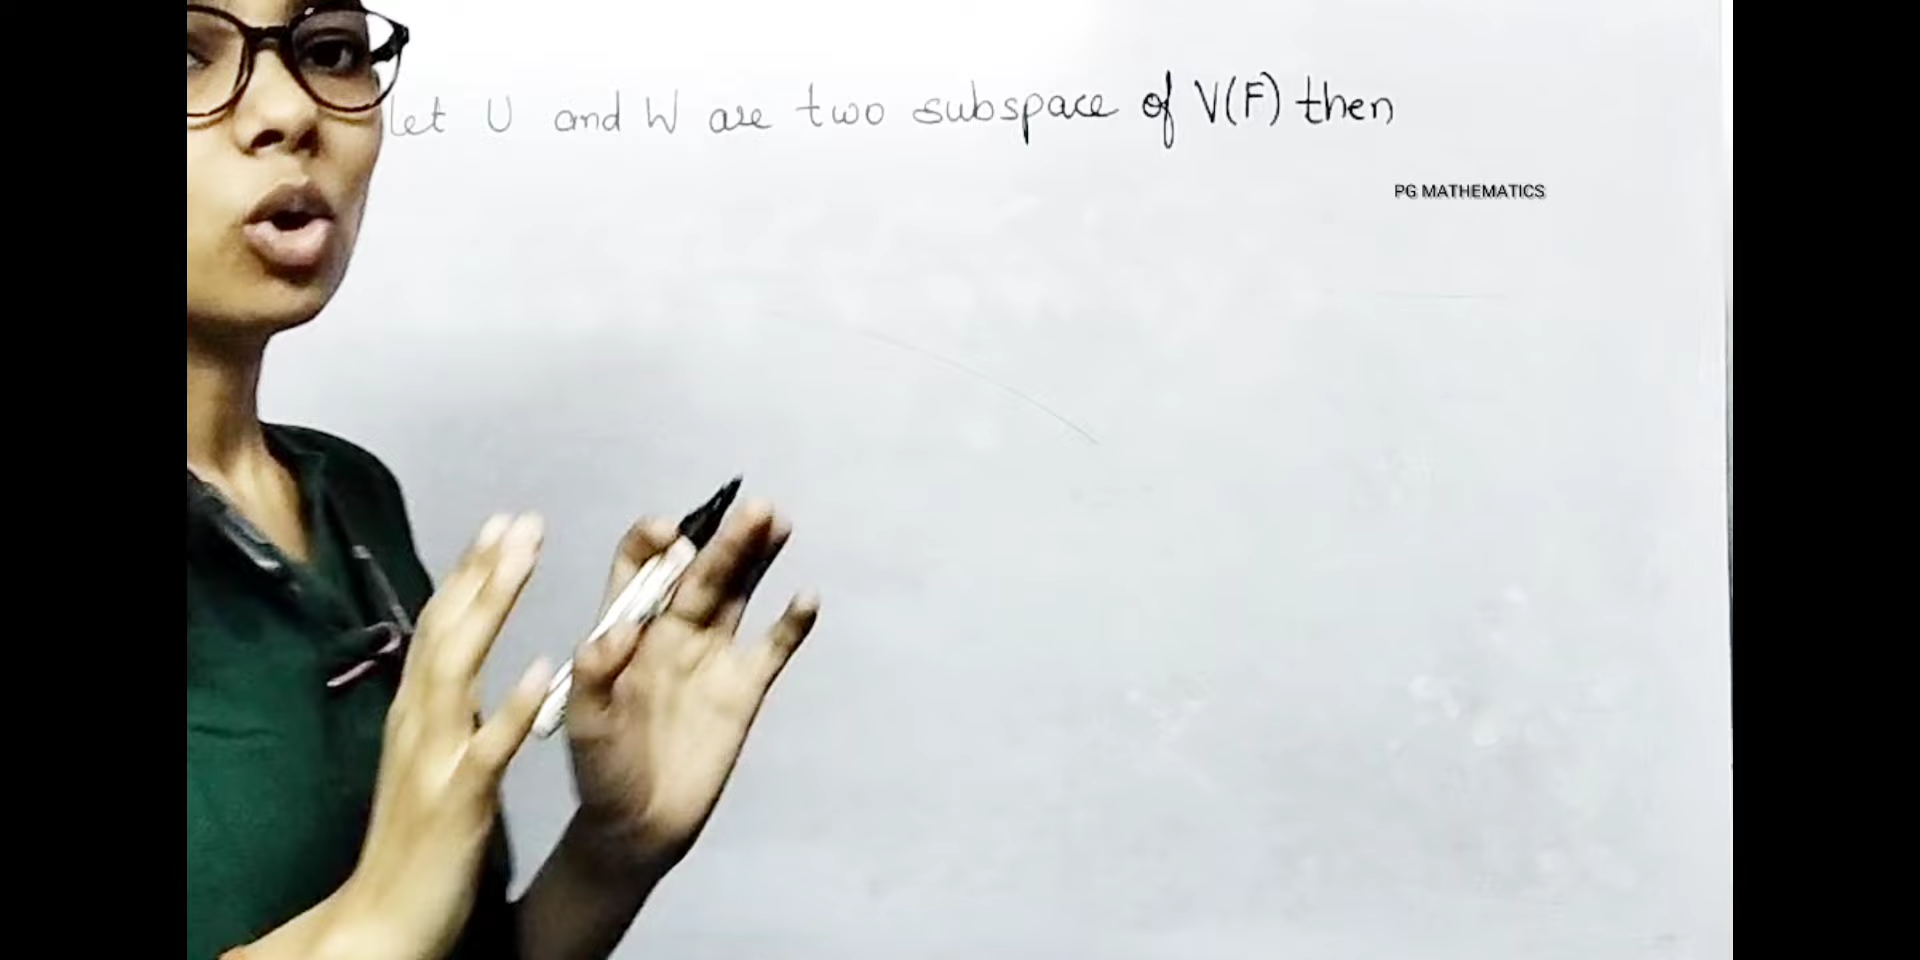 let U and W are two subspace of V(F) then
PG MATHEMATICS